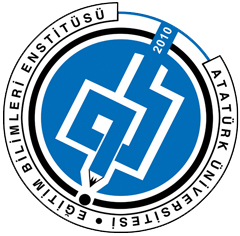 ATATÜRK ÜNİVERSİTESİ • EĞİTİM BİLİMLERİ ENSTİTÜSÜ
2010